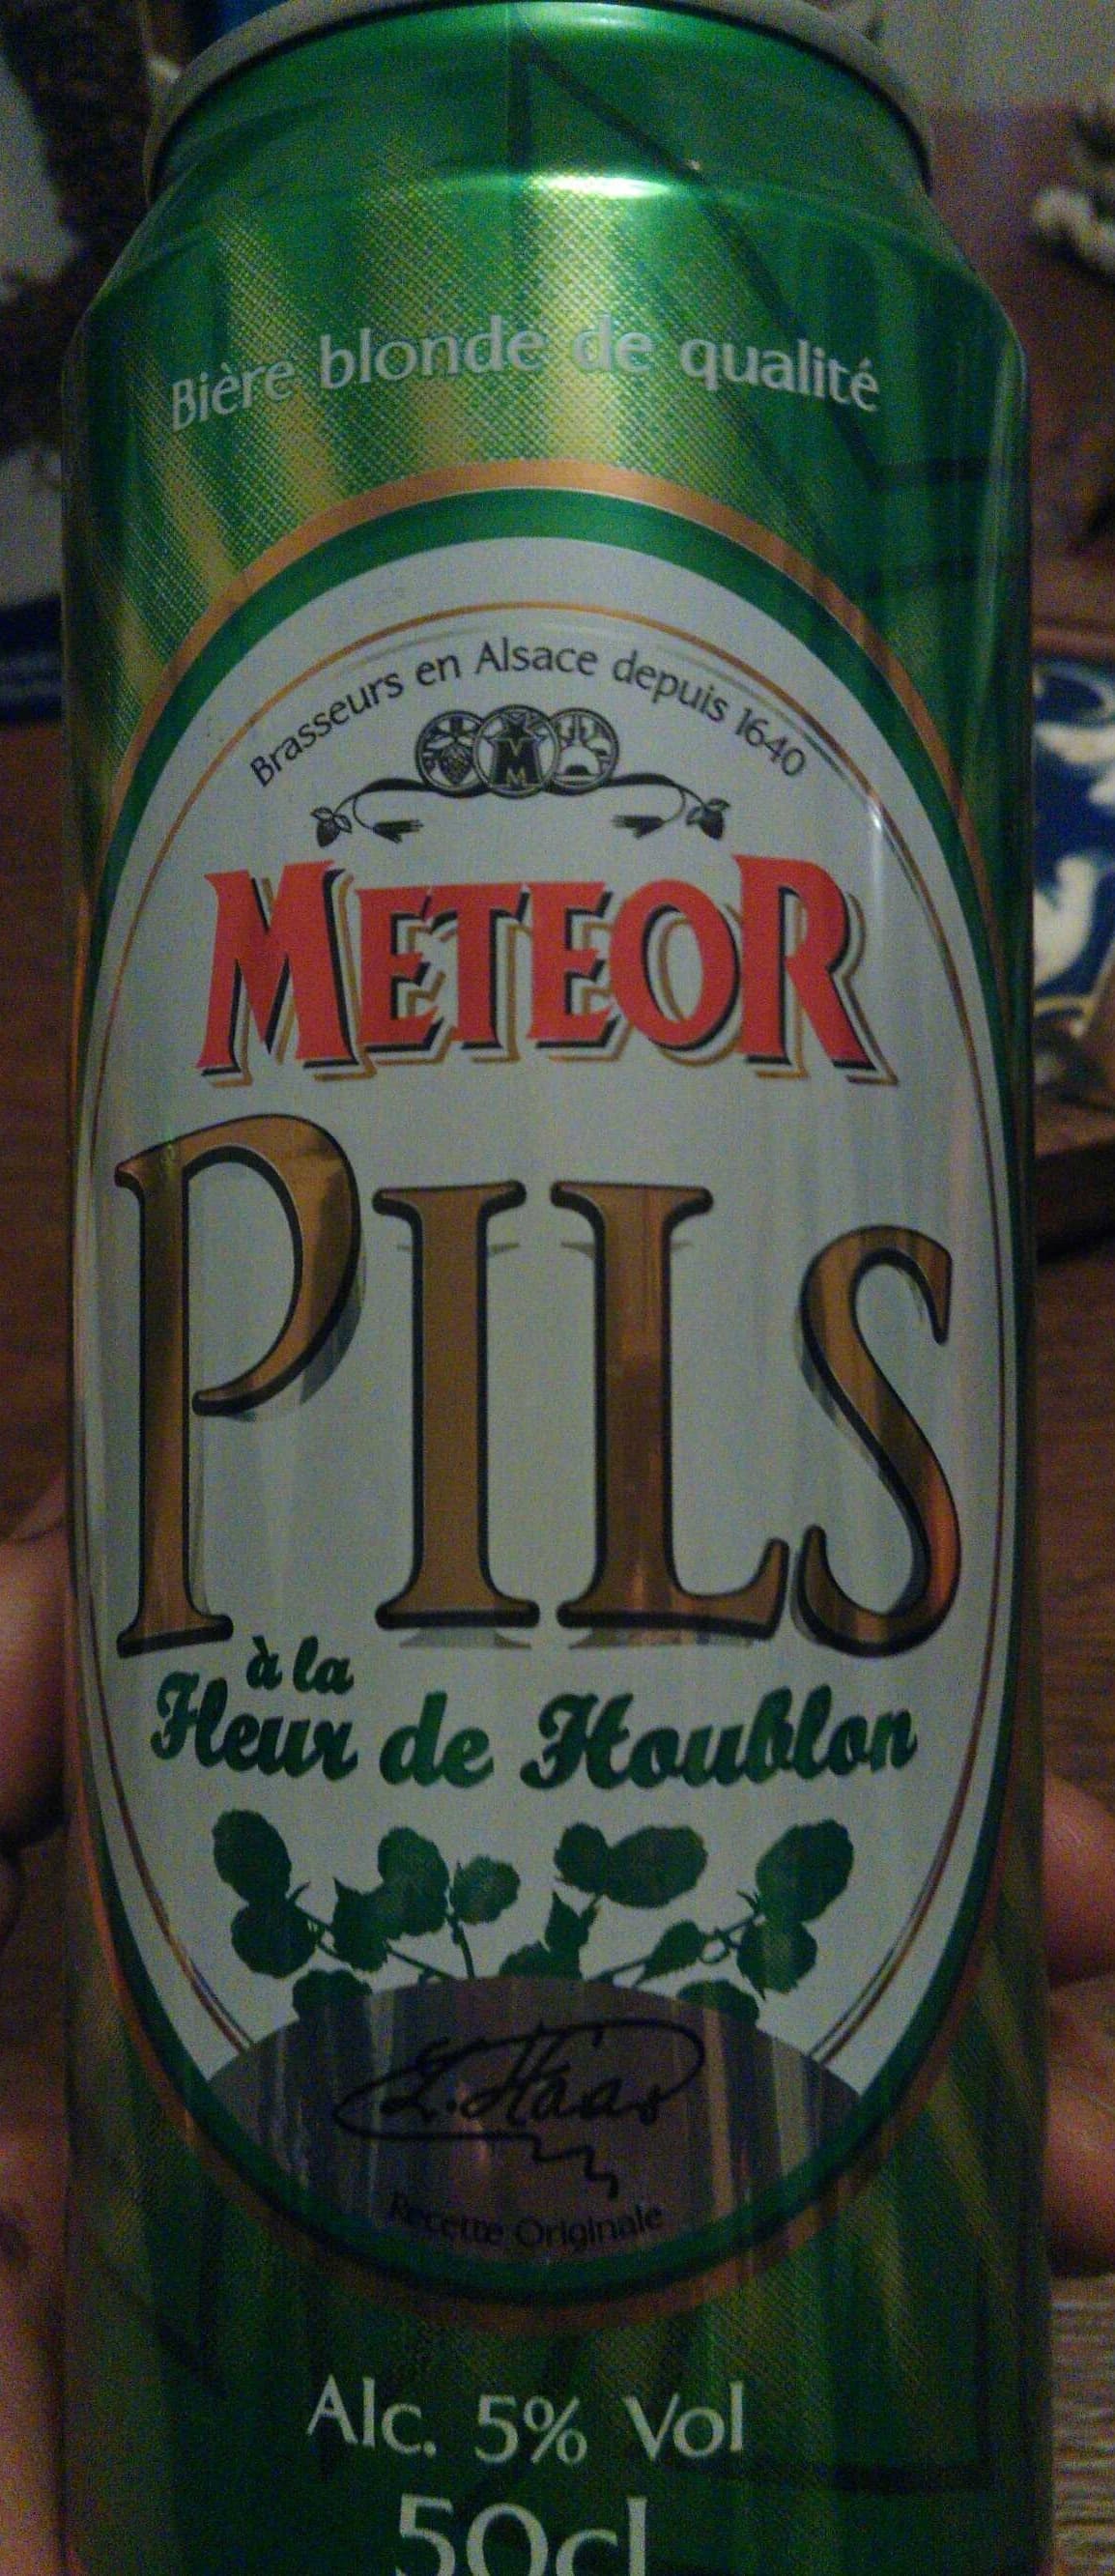 Bière blonde de qualité
Brasseurs en Alsace depuis 1640
M
METEOR
PILS
à la
Fleur de Houblon
L. Haas
Recette Originale
Alc. 5% Vol
50cl